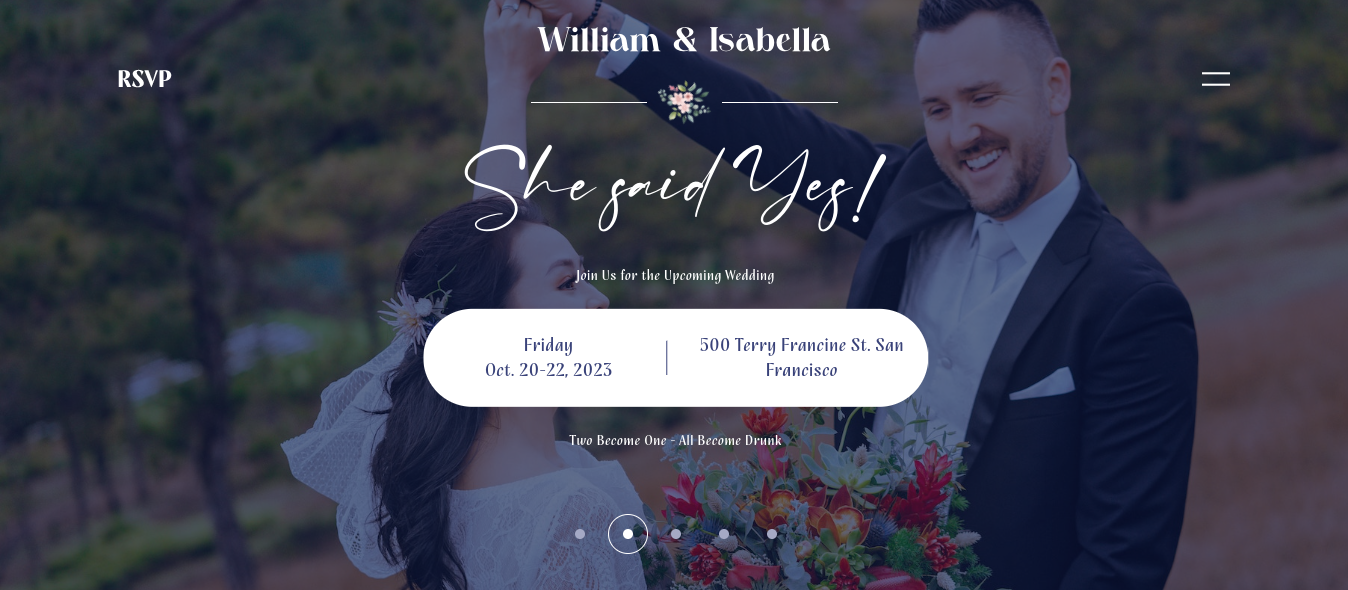 William & Isabella
RSVP
She said Yes!
Join Us for the Upcoming Wedding
Friday
Oct. 20-22, 2023
500 Terry Francine St. San
Francisco
Two Become One - All Become Drunk